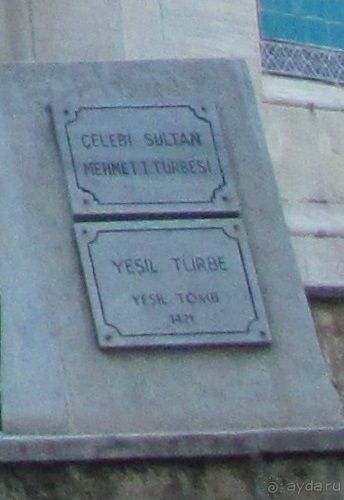 ÇELEBİ SULTAN
MEHMET I. TÜRBESİ
YEŞİL TÜRBE
YEŞİL TOMB
1421
ayda.ru